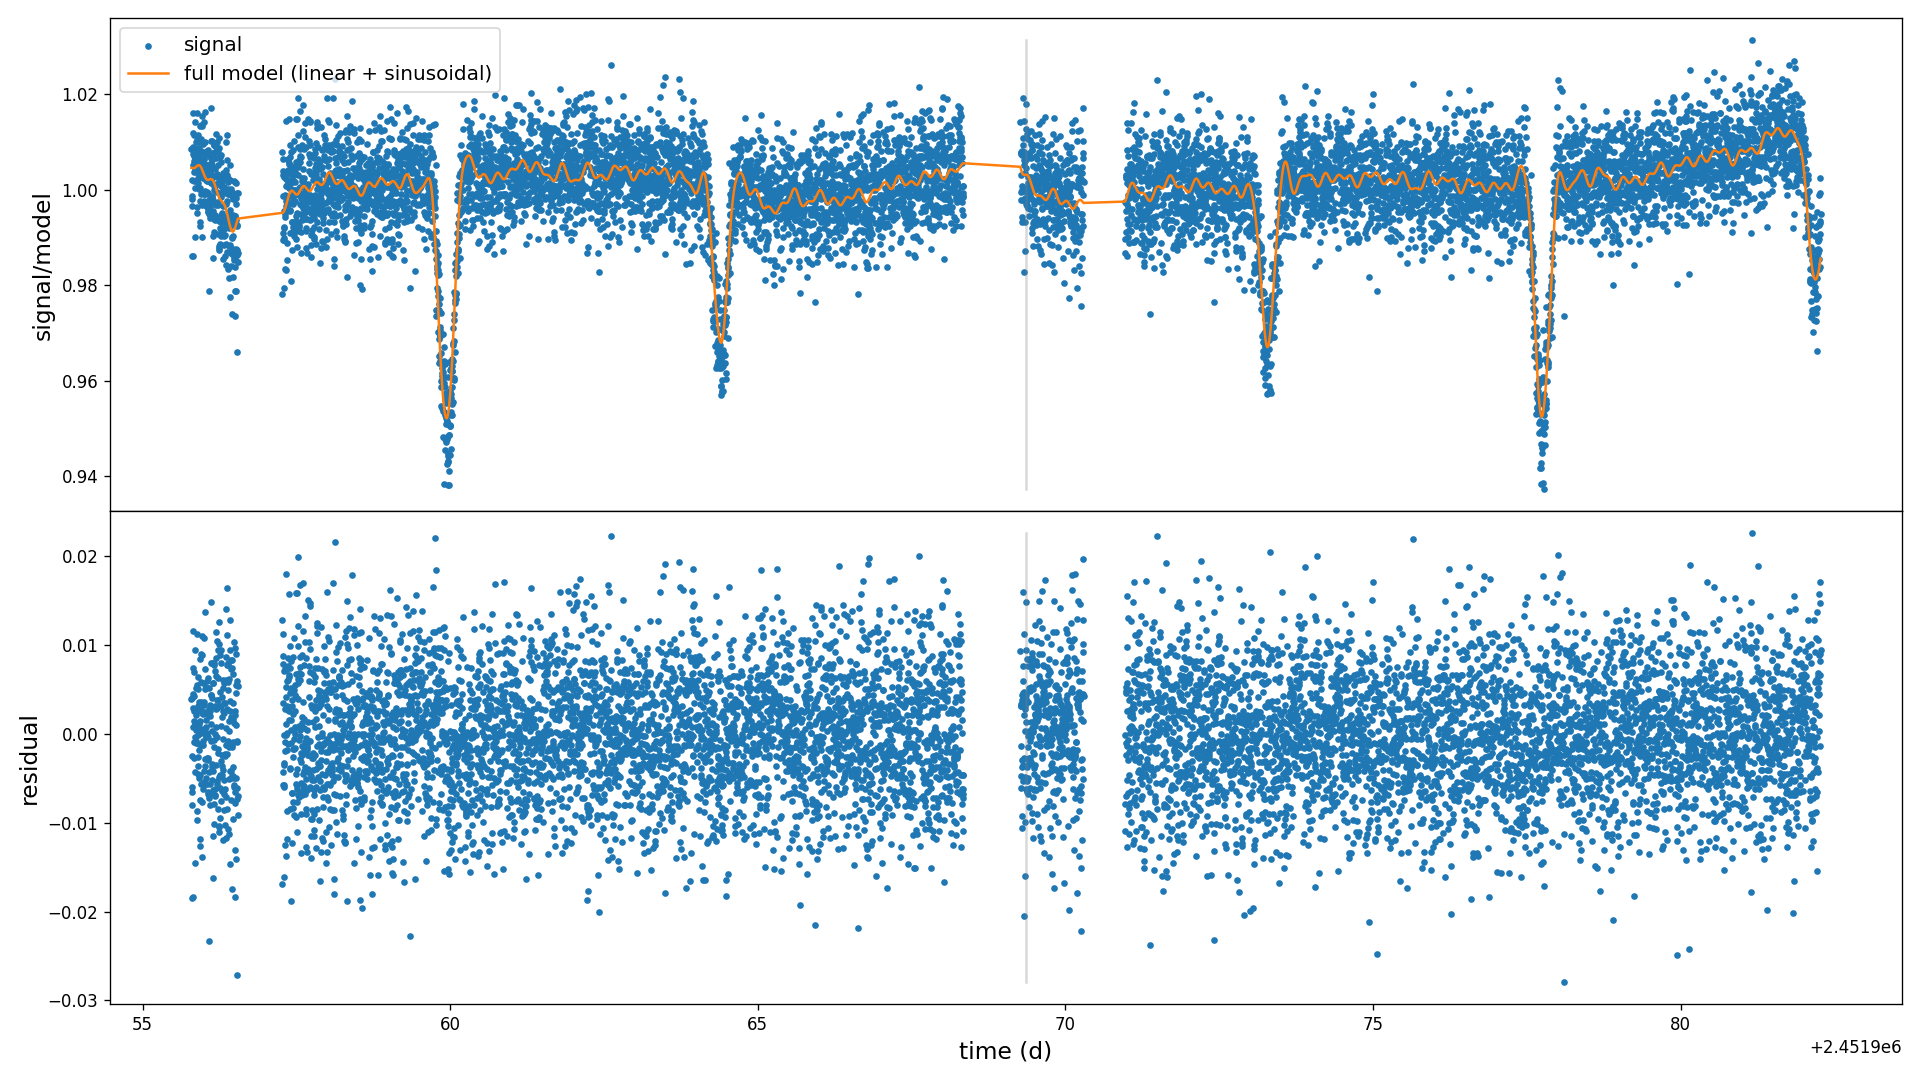 signal
full model (linear + sinusoidal)
1.02
1.00
0.98
0.96
0.94
signal/model
0.02
0.01
0.00
−0.01
−0.02
−0.03
residual
55
60
65
70
75
80
time (d)
+2.4519e6